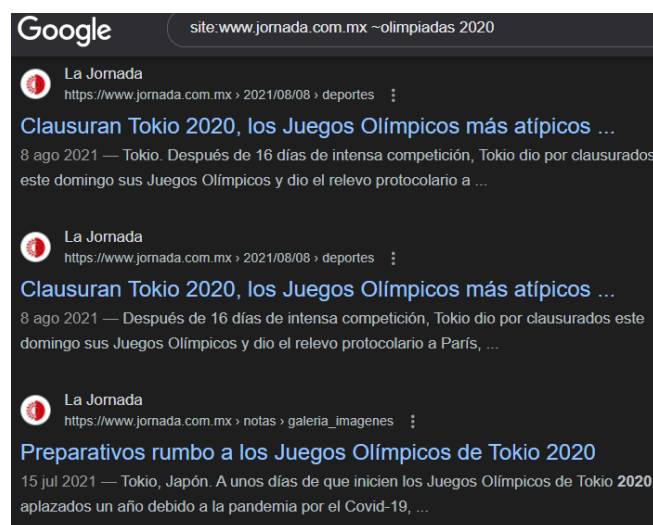 Google
site:www.jornada.com.mx ~olimpiadas 2020
La Jornada
https://www.jornada.com.mx › 2021/08/08 › deportes
Clausuran Tokio 2020, los Juegos Olímpicos más atípicos ...
8 ago 2021 — Tokio. Después de 16 días de intensa competición, Tokio dio por clausurados
este domingo sus Juegos Olímpicos y dio el relevo protocolario a ...
La Jornada
https://www.jornada.com.mx › 2021/08/08 › deportes
Clausuran Tokio 2020, los Juegos Olímpicos más atípicos ...
8 ago 2021 — Después de 16 días de intensa competición, Tokio dio por clausurados este
domingo sus Juegos Olímpicos y dio el relevo protocolario a París, ...
La Jornada
https://www.jornada.com.mx › notas › galeria_imagenes
Preparativos rumbo a los Juegos Olímpicos de Tokio 2020
15 jul 2021 — Tokio, Japón. A unos días de que inicien los Juegos Olímpicos de Tokio 2020
aplazados un año debido a la pandemia por el Covid-19, ...